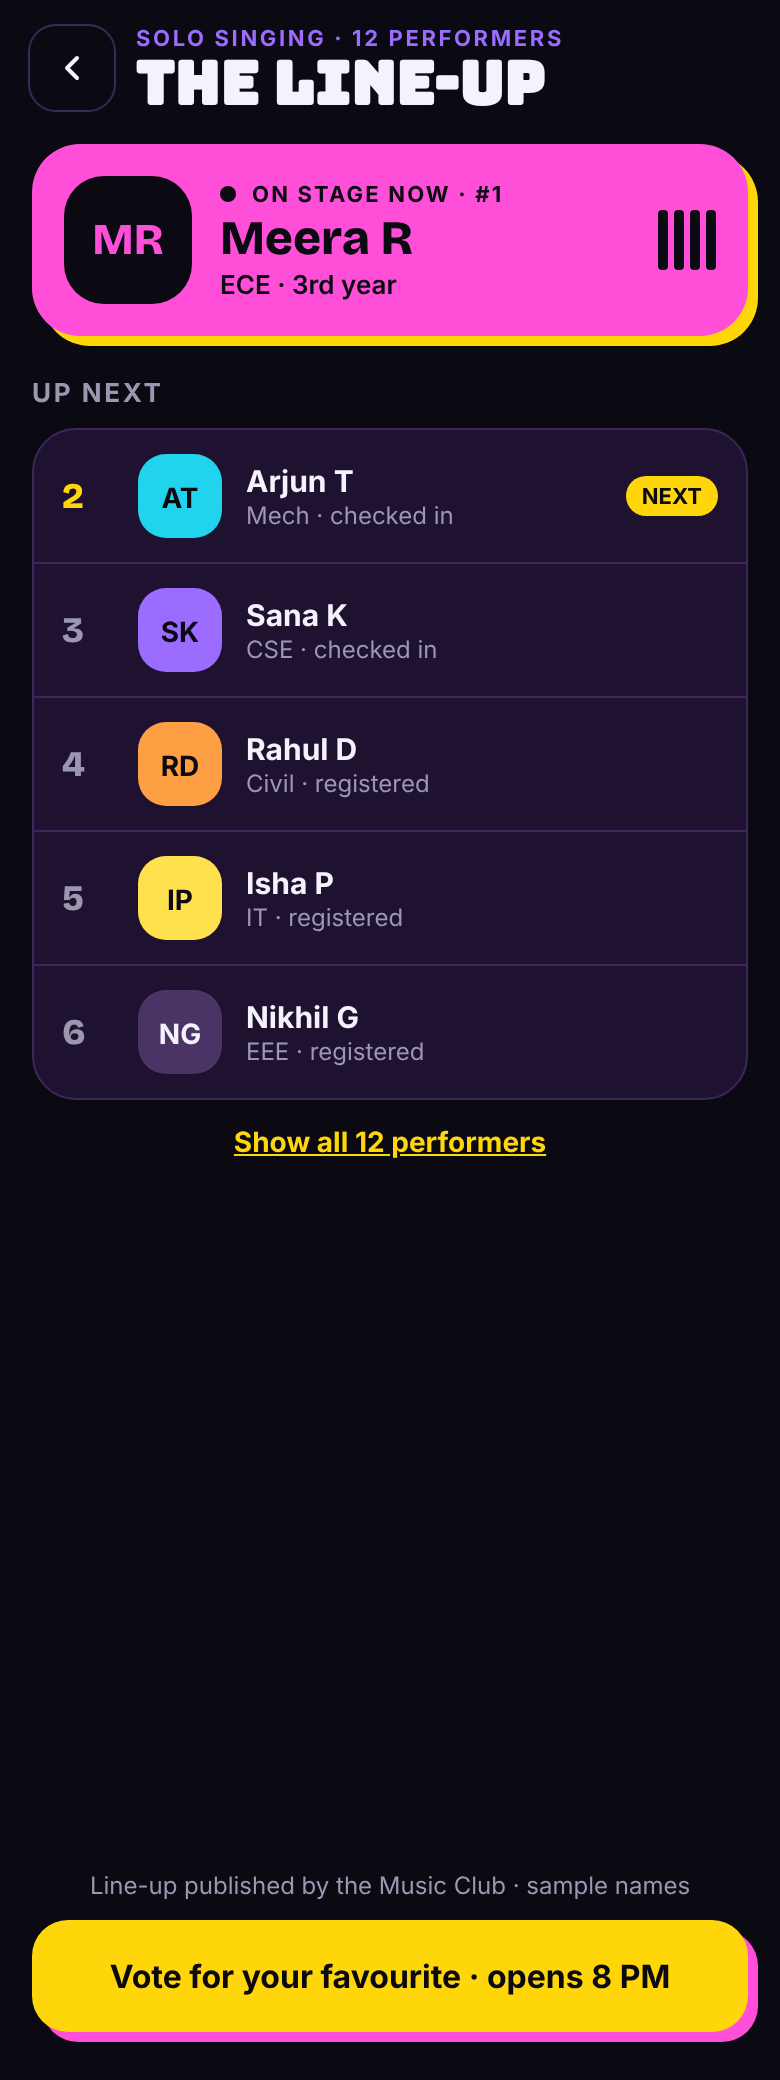 SOLO SINGING · 12 PERFORMERS
THE LINE-UP
MR
ON STAGE NOW · #1
Meera R
ECE · 3rd year
UP NEXT
2
AT
Arjun T
Mech · checked in
NEXT
3
SK
Sana K
CSE · checked in
4
RD
Rahul D
Civil · registered
5
IP
Isha P
IT · registered
6
NG
Nikhil G
EEE · registered
Show all 12 performers
Line-up published by the Music Club · sample names
Vote for your favourite · opens 8 PM